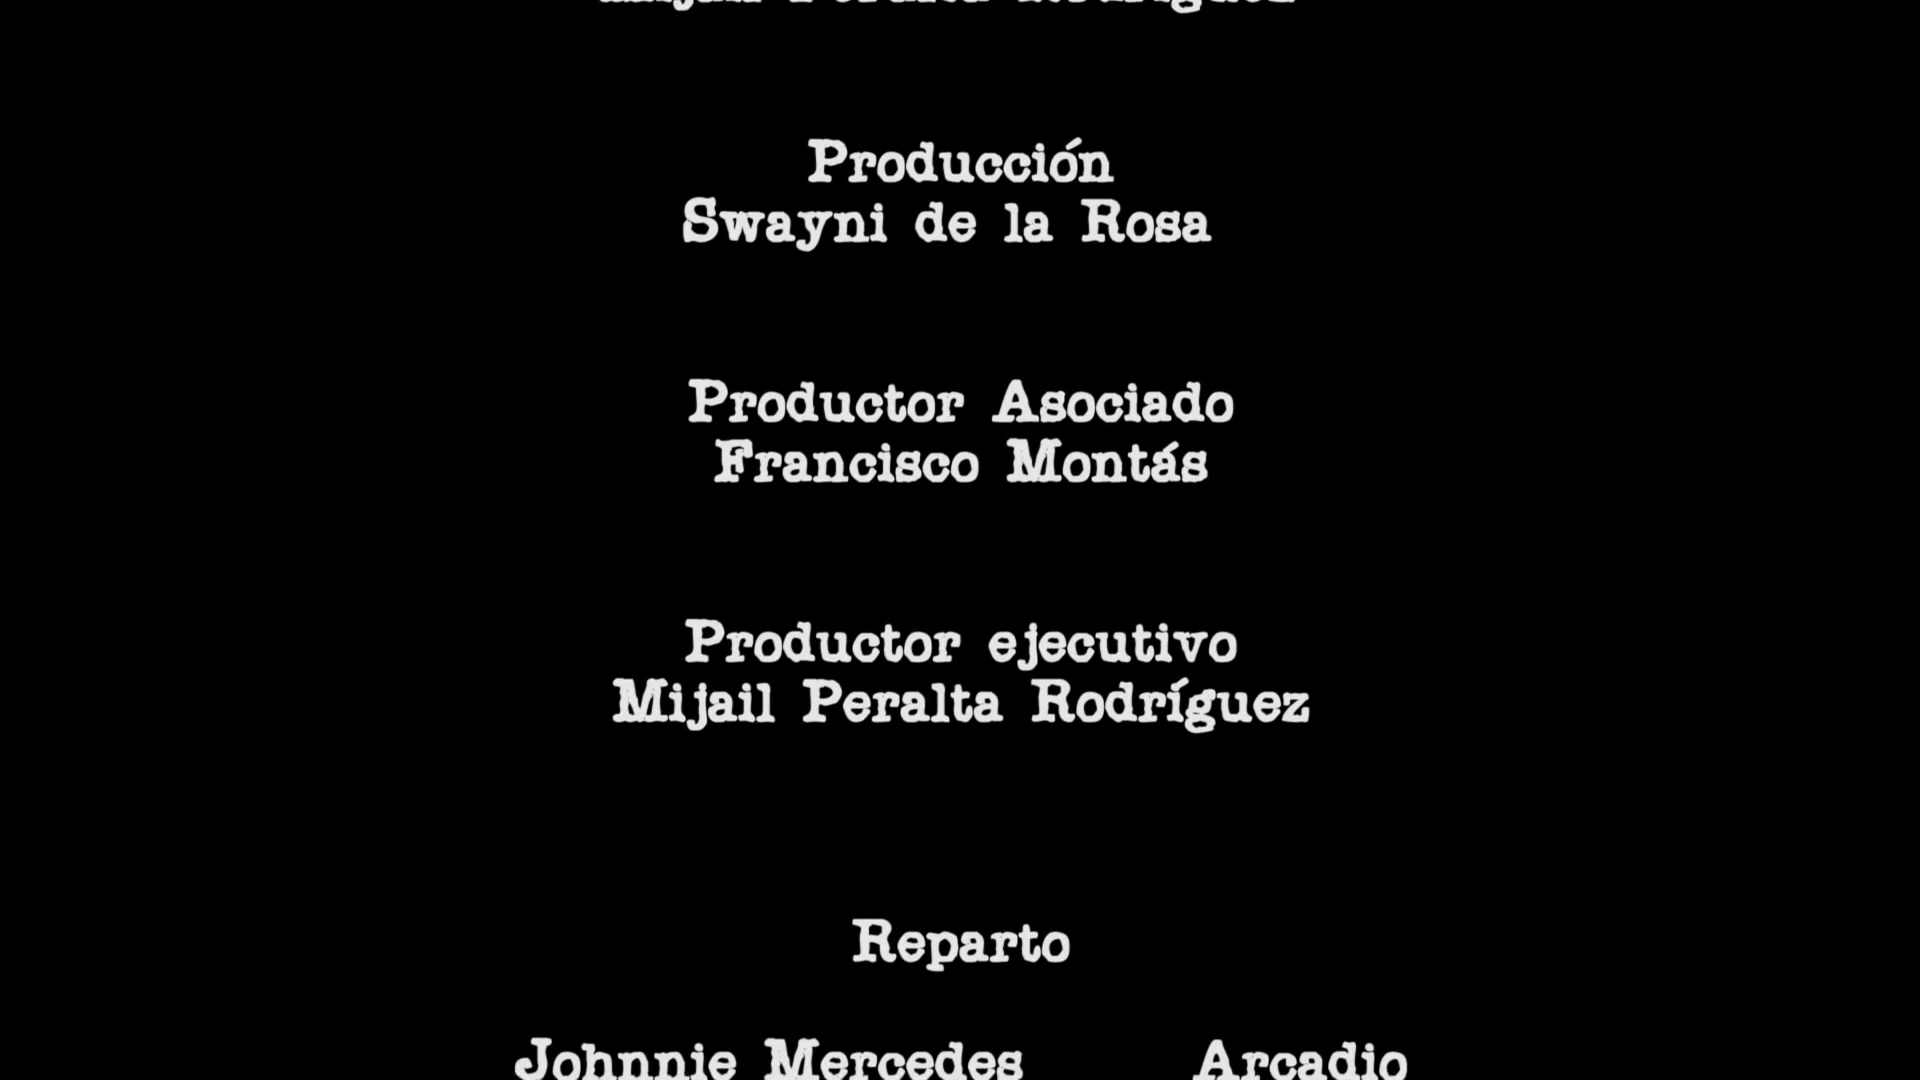 Producción
Swayni de la Rosa
Productor Asociado
Francisco Montás
Productor ejecutivo
Mijail Peralta Rodríguez
Reparto
Johnnie Mercedes Arcadio